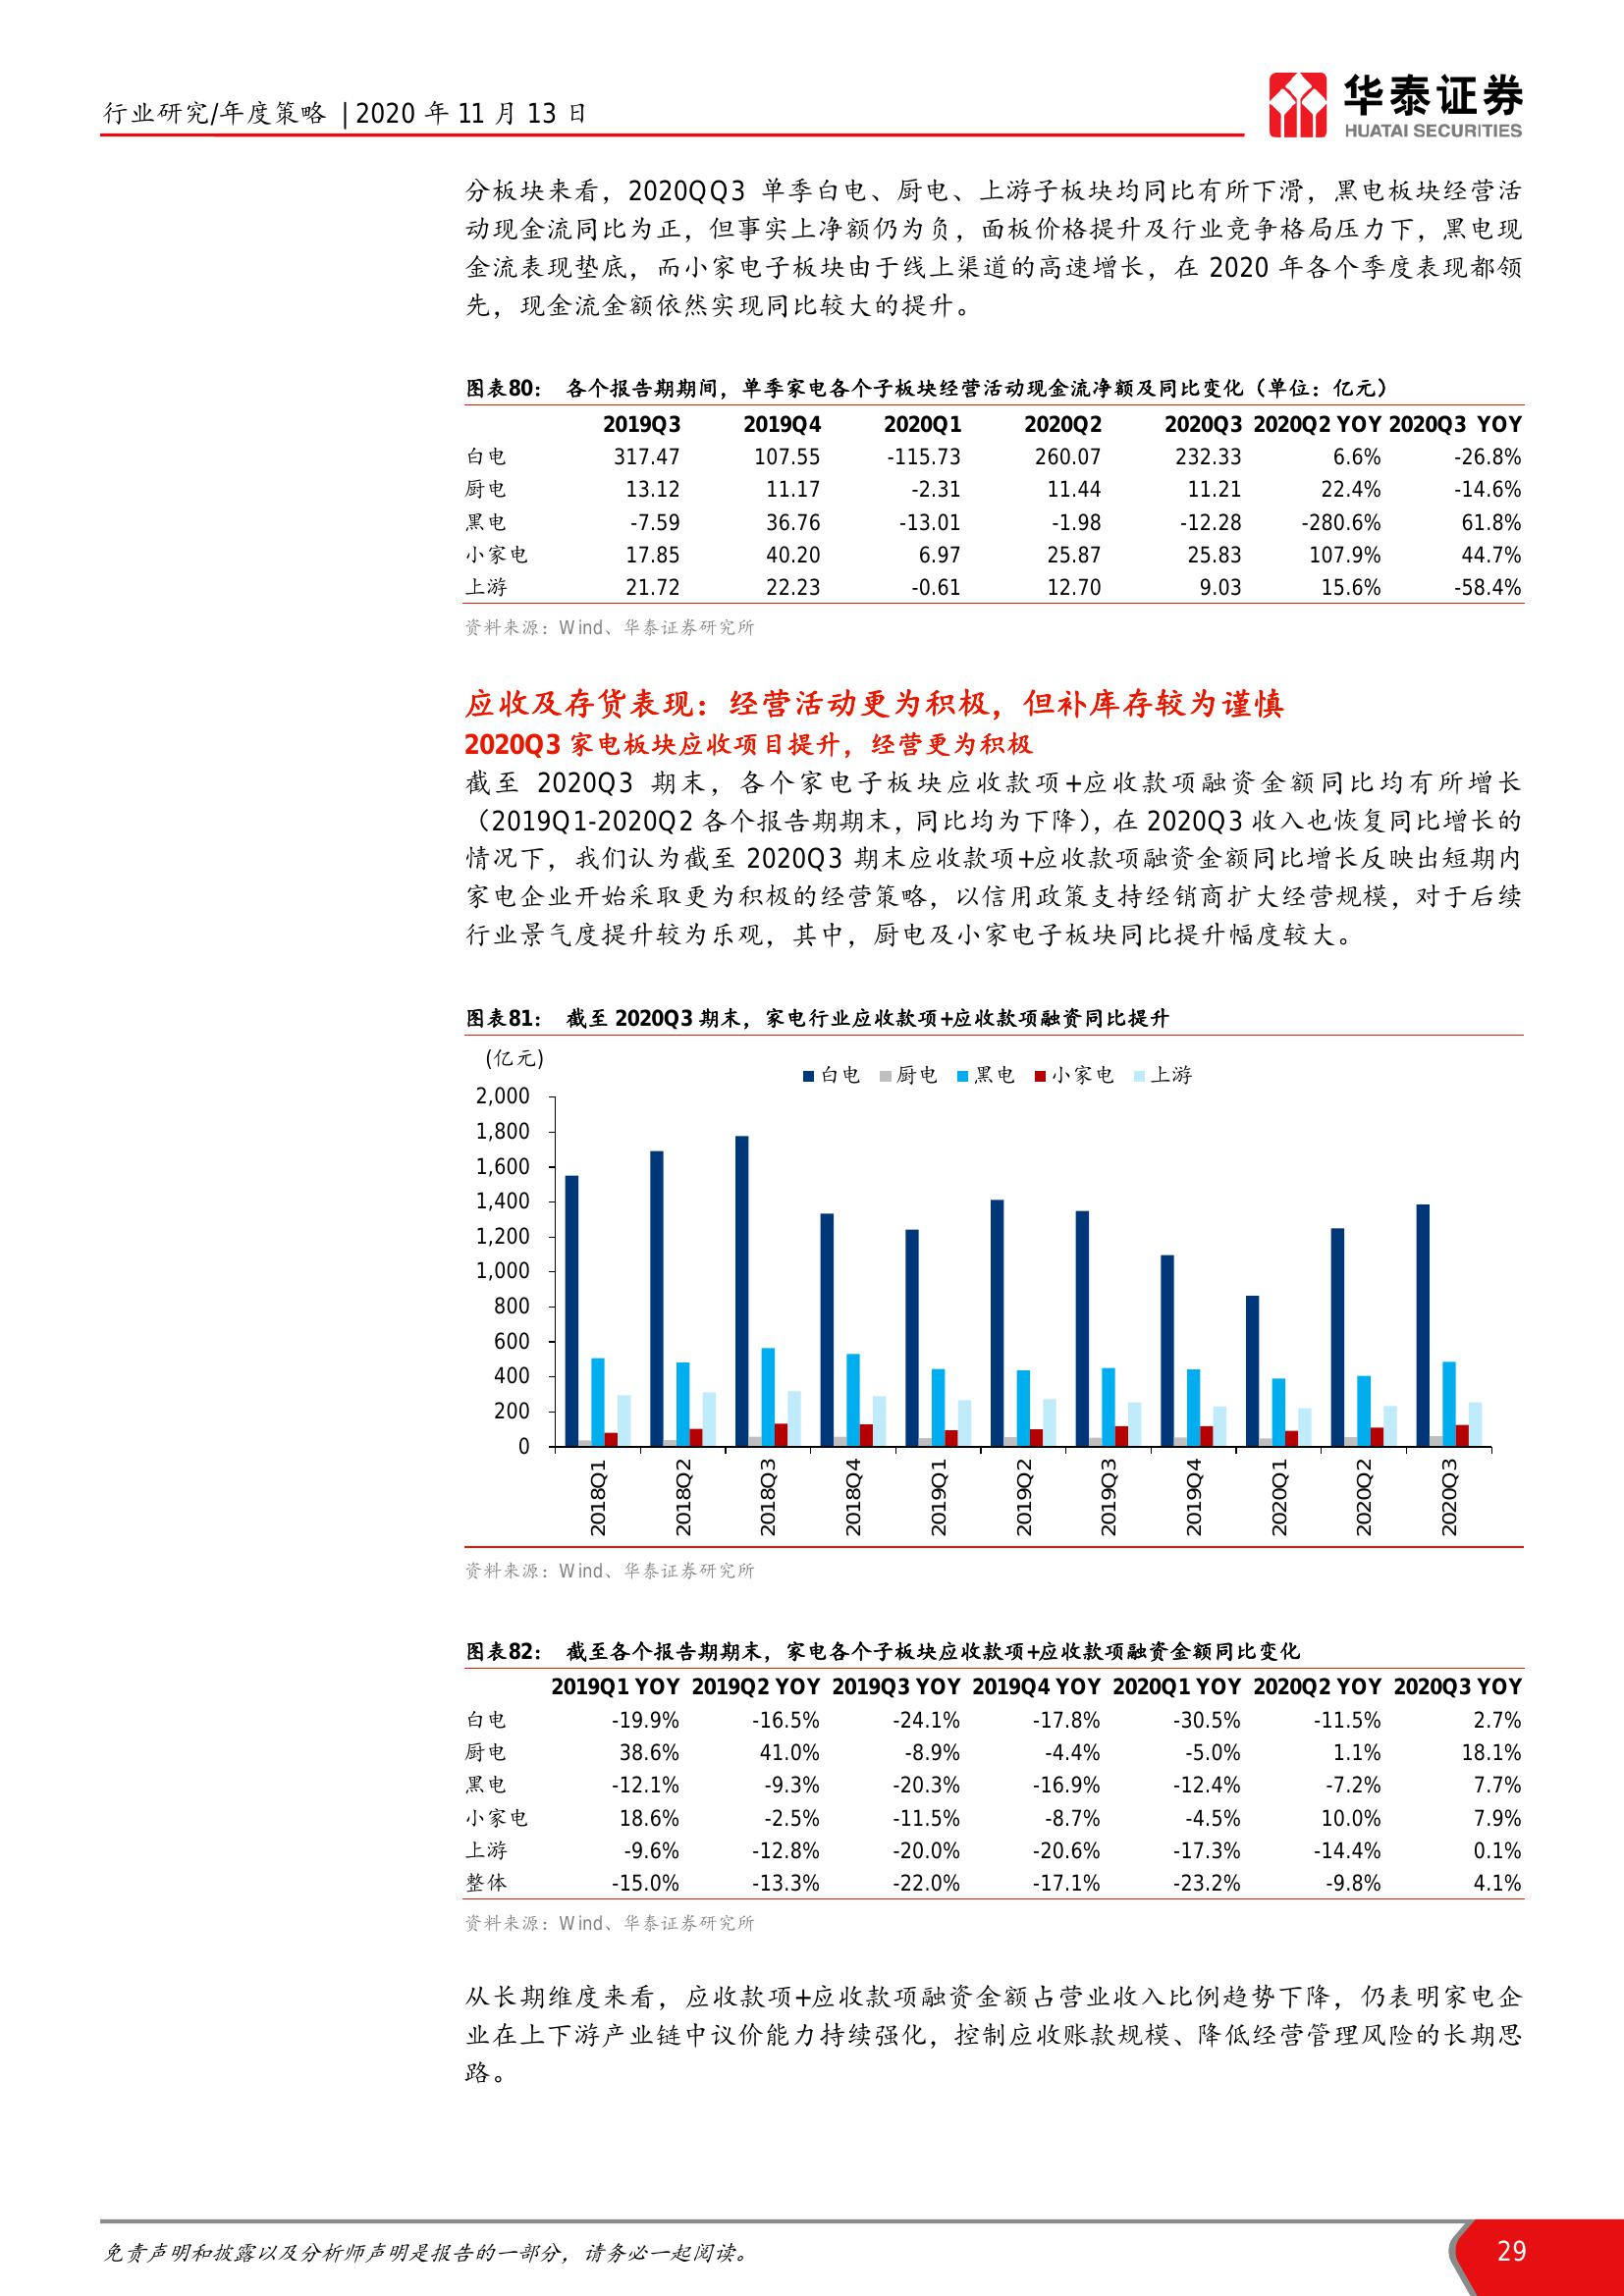 行业研究/年度策略 | 2020 年 11 月 13 日
华泰证券
HUATAI SECURITIES
分板块来看，2020QQ3 单季白电、厨电、上游子板块均同比有所下滑，黑电板块经营活
动现金流同比为正，但事实上净额仍为负，面板价格提升及行业竞争格局压力下，黑电现
金流表现垫底，而小家电子板块由于线上渠道的高速增长，在 2020 年各个季度表现都领
先，现金流金额依然实现同比较大的提升。
图表80： 各个报告期期间，单季家电各个子板块经营活动现金流净额及同比变化（单位：亿元）
2019Q3 2019Q4 2020Q1 2020Q2 2020Q3 2020Q2 YOY 2020Q3 YOY
白电 317.47 107.55 -115.73 260.07 232.33 6.6% -26.8%
厨电 13.12 11.17 -2.31 11.44 11.21 22.4% -14.6%
黑电 -7.59 36.76 -13.01 -1.98 -12.28 -280.6% 61.8%
小家电 17.85 40.20 6.97 25.87 25.83 107.9% 44.7%
上游 21.72 22.23 -0.61 12.70 9.03 15.6% -58.4%
资料来源：Wind、华泰证券研究所
应收及存货表现：经营活动更为积极，但补库存较为谨慎
2020Q3 家电板块应收项目提升，经营更为积极
截至 2020Q3 期末，各个家电子板块应收款项+应收款项融资金额同比均有所增长
（2019Q1-2020Q2 各个报告期期末，同比均为下降），在 2020Q3 收入也恢复同比增长的
情况下，我们认为截至 2020Q3 期末应收款项+应收款项融资金额同比增长反映出短期内
家电企业开始采取更为积极的经营策略，以信用政策支持经销商扩大经营规模，对于后续
行业景气度提升较为乐观，其中，厨电及小家电子板块同比提升幅度较大。
图表81： 截至 2020Q3 期末，家电行业应收款项+应收款项融资同比提升
(亿元)
白电 厨电 黑电 小家电 上游
2,000
1,800
1,600
1,400
1,200
1,000
800
600
400
200
0
2018Q1 2018Q2 2018Q3 2018Q4 2019Q1 2019Q2 2019Q3 2019Q4 2020Q1 2020Q2 2020Q3
资料来源：Wind、华泰证券研究所
图表82： 截至各个报告期期末，家电各个子板块应收款项+应收款项融资金额同比变化
2019Q1 YOY 2019Q2 YOY 2019Q3 YOY 2019Q4 YOY 2020Q1 YOY 2020Q2 YOY 2020Q3 YOY
白电 -19.9% -16.5% -24.1% -17.8% -30.5% -11.5% 2.7%
厨电 38.6% 41.0% -8.9% -4.4% -5.0% 1.1% 18.1%
黑电 -12.1% -9.3% -20.3% -16.9% -12.4% -7.2% 7.7%
小家电 18.6% -2.5% -11.5% -8.7% -4.5% 10.0% 7.9%
上游 -9.6% -12.8% -20.0% -20.6% -17.3% -14.4% 0.1%
整体 -15.0% -13.3% -22.0% -17.1% -23.2% -9.8% 4.1%
资料来源：Wind、华泰证券研究所
从长期维度来看，应收款项+应收款项融资金额占营业收入比例趋势下降，仍表明家电企
业在上下游产业链中议价能力持续强化，控制应收账款规模、降低经营管理风险的长期思
路。
免责声明和披露以及分析师声明是报告的一部分，请务必一起阅读。
29